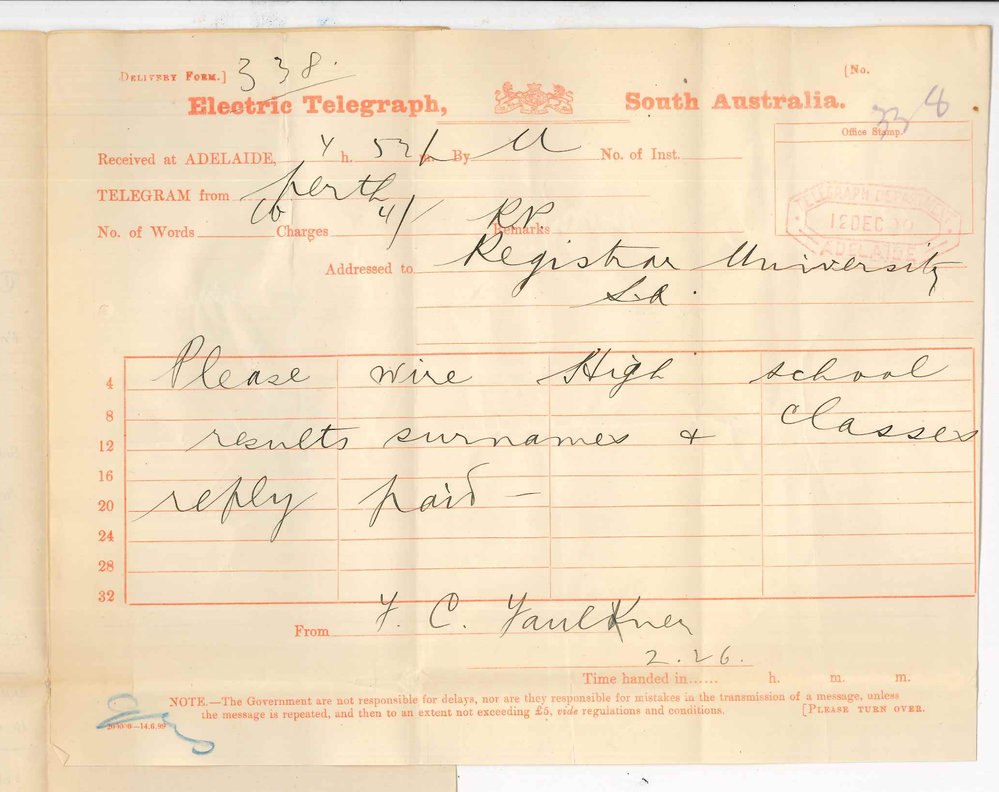 DELIVERY FORM.] 338. [No. 338
Electric Telegraph, South Australia.
Office Stamp.
Received at ADELAIDE, 4 h. 52 m. By No. of Inst.
TELEGRAM from Perth
TELEGRAPH DEPARTMENT
12 DEC
ADELAIDE
No. of Words 10 Charges 4/ Remarks RP
Addressed to Registrar University
S.A.
4 Please wire High school
8
12 results surnames & classes
16
20 reply paid —
24
28
32
From F. C. Faulkner
2.26.
Time handed in...... h. m. m.
NOTE.—The Government are not responsible for delays, nor are they responsible for mistakes in the transmission of a message, unless
the message is repeated, and then to an extent not exceeding £5, vide regulations and conditions. [PLEASE TURN OVER.